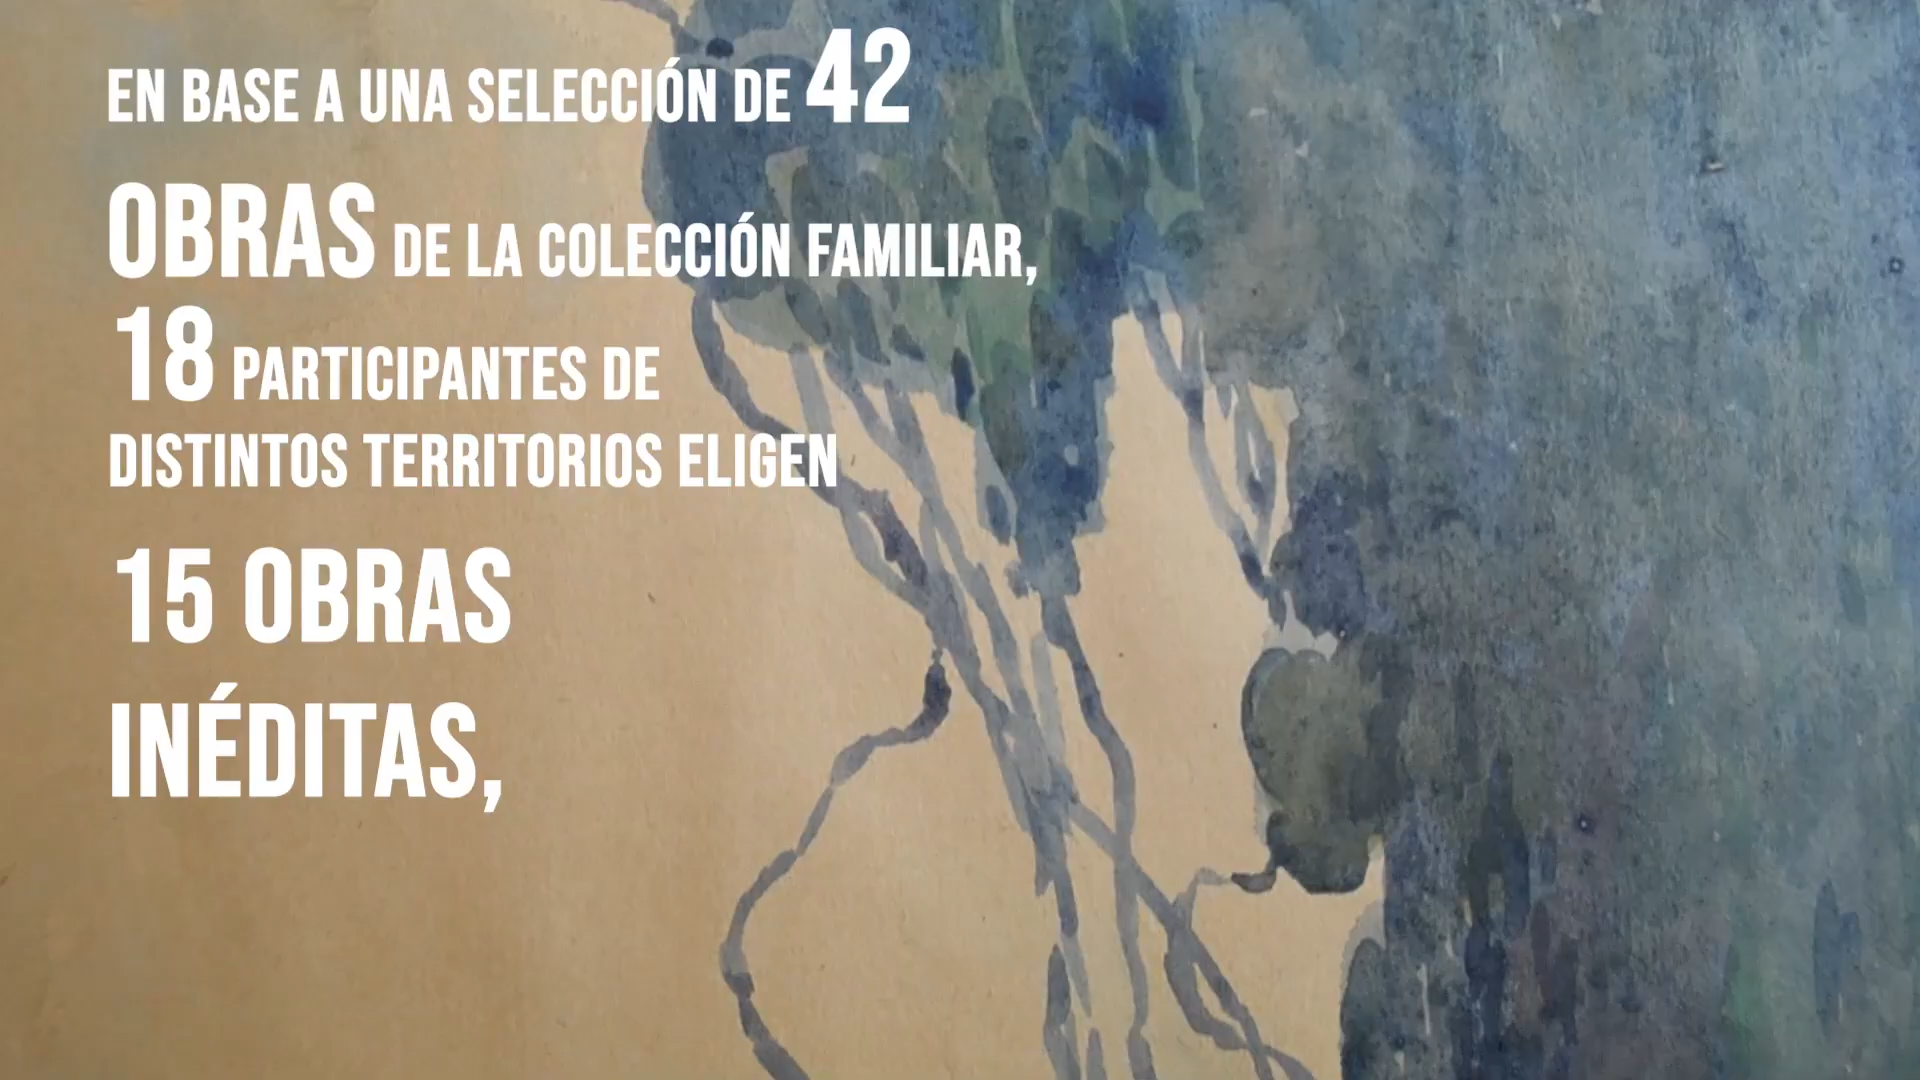 EN BASE A UNA SELECCIÓN DE 42
OBRAS DE LA COLECCIÓN FAMILIAR,
18 PARTICIPANTES DE
DISTINTOS TERRITORIOS ELIGEN
15 OBRAS
INÉDITAS,